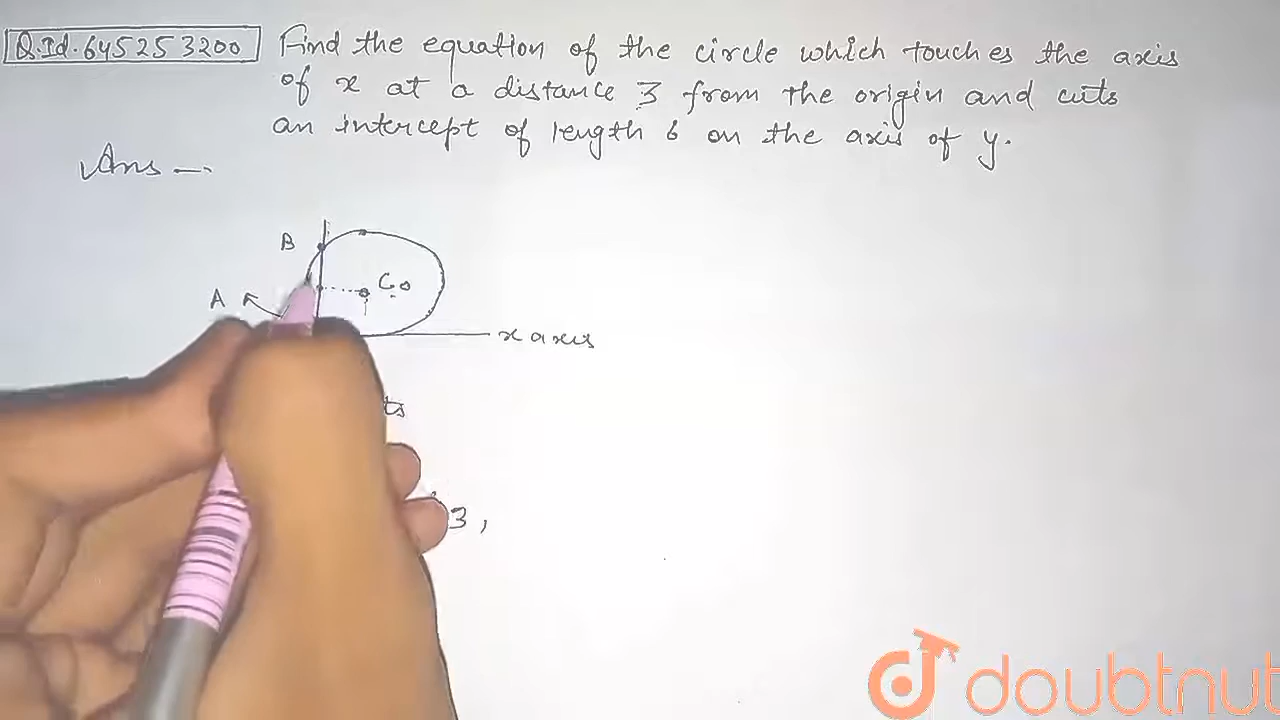 Q.Id.645253200 Find the equation of the circle which touches the axis
of x at a distance 3 from the origin and cuts
an intercept of length 6 on the axis of y.
Ans —
B
A
x axis
ts
3,
doubtnut